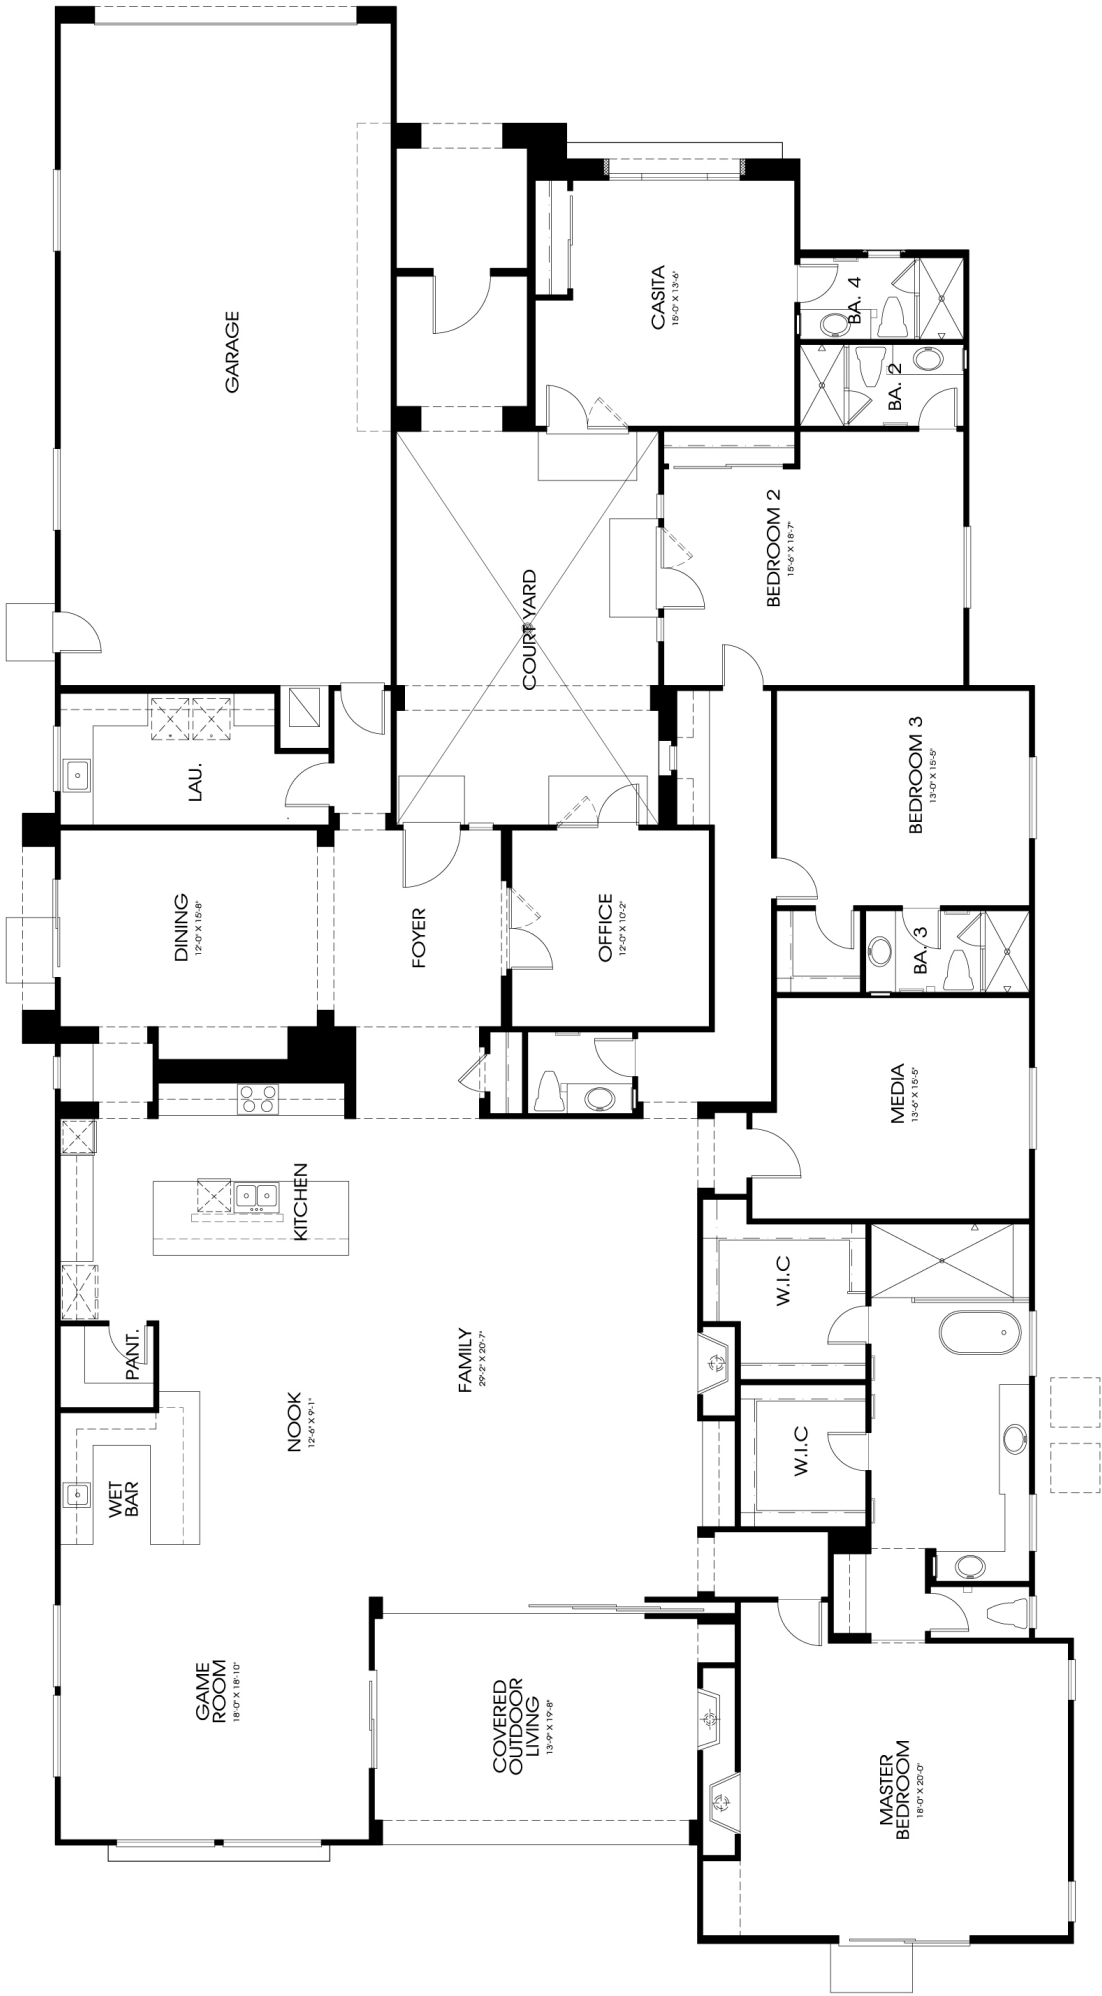 GARAGE
CASITA
15'-0" X 13'-6"
BA. 4
BA. 2
BEDROOM 2
15'-6" X 18'-7"
COURT YARD
LAU.
BEDROOM 3
13'-0" X 15'-5"
DINING
12'-0" X 15'-8"
FOYER
OFFICE
12'-0" X 10'-2"
BA. 3
MEDIA
13'-6" X 15'-5"
KITCHEN
W.I.C
PANT.
FAMILY
29'-2" X 20'-7"
NOOK
12'-6" X 9'-1"
W.I.C
WET
BAR
GAME
ROOM
18'-0" X 18'-10"
COVERED
OUTDOOR
LIVING
13'-9" X 19'-8"
MASTER
BEDROOM
18'-0" X 20'-0"